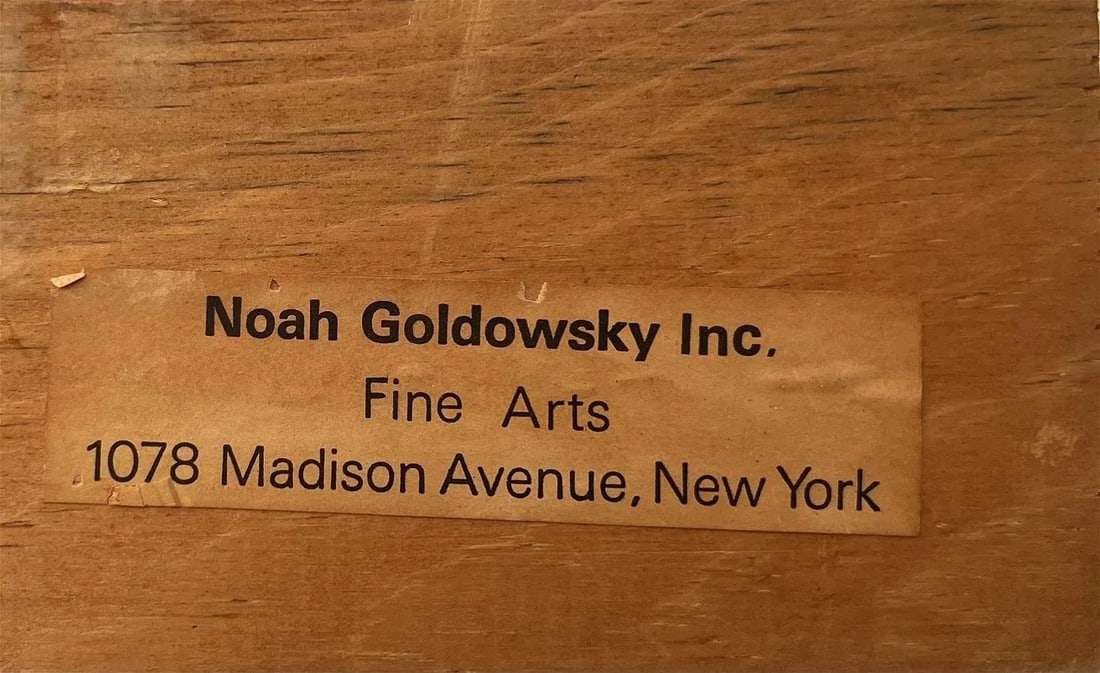 Noah Goldowsky Inc.
Fine Arts
1078 Madison Avenue, New York